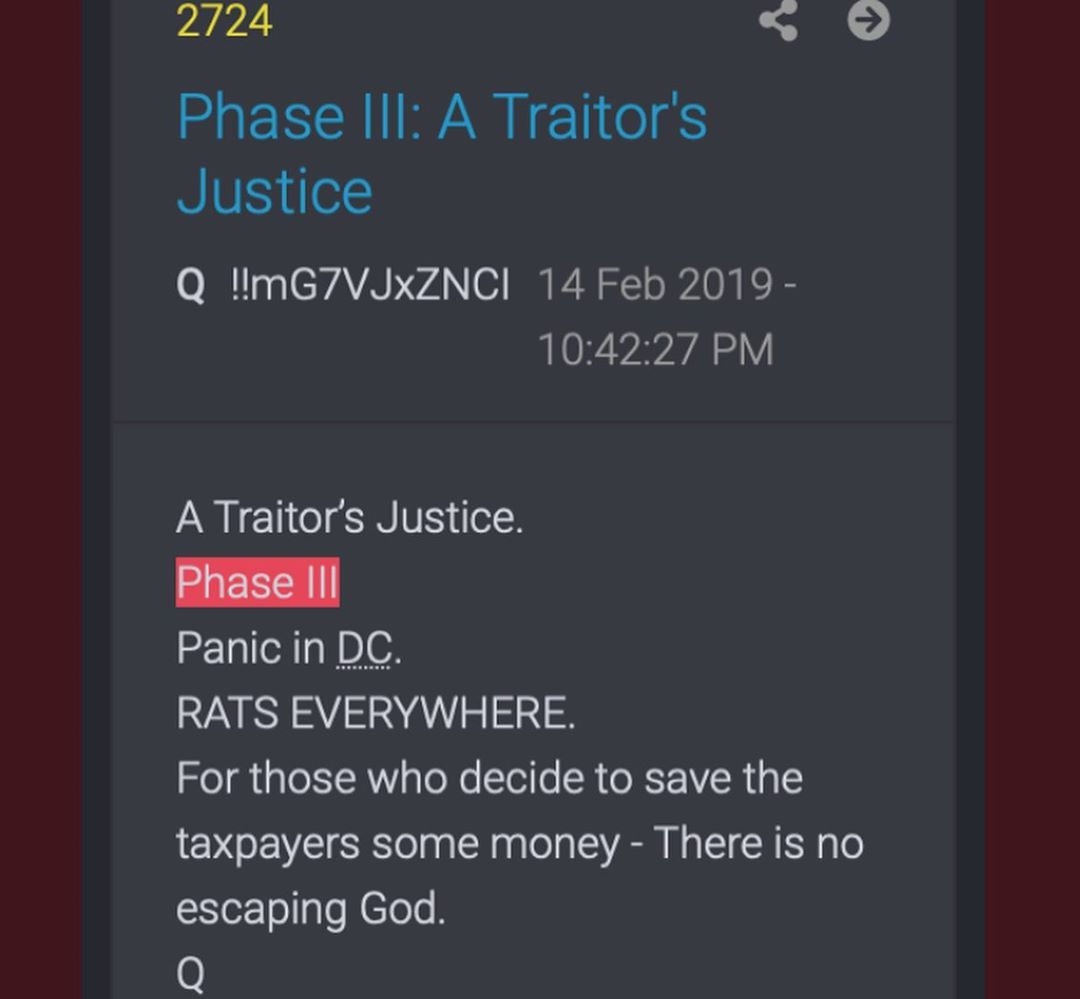 2724
Phase III: A Traitor's
Justice
Q !!mG7VJxZNCI 14 Feb 2019 -
10:42:27 PM
A Traitor’s Justice.
Phase III
Panic in DC.
RATS EVERYWHERE.
For those who decide to save the
taxpayers some money - There is no
escaping God.
Q